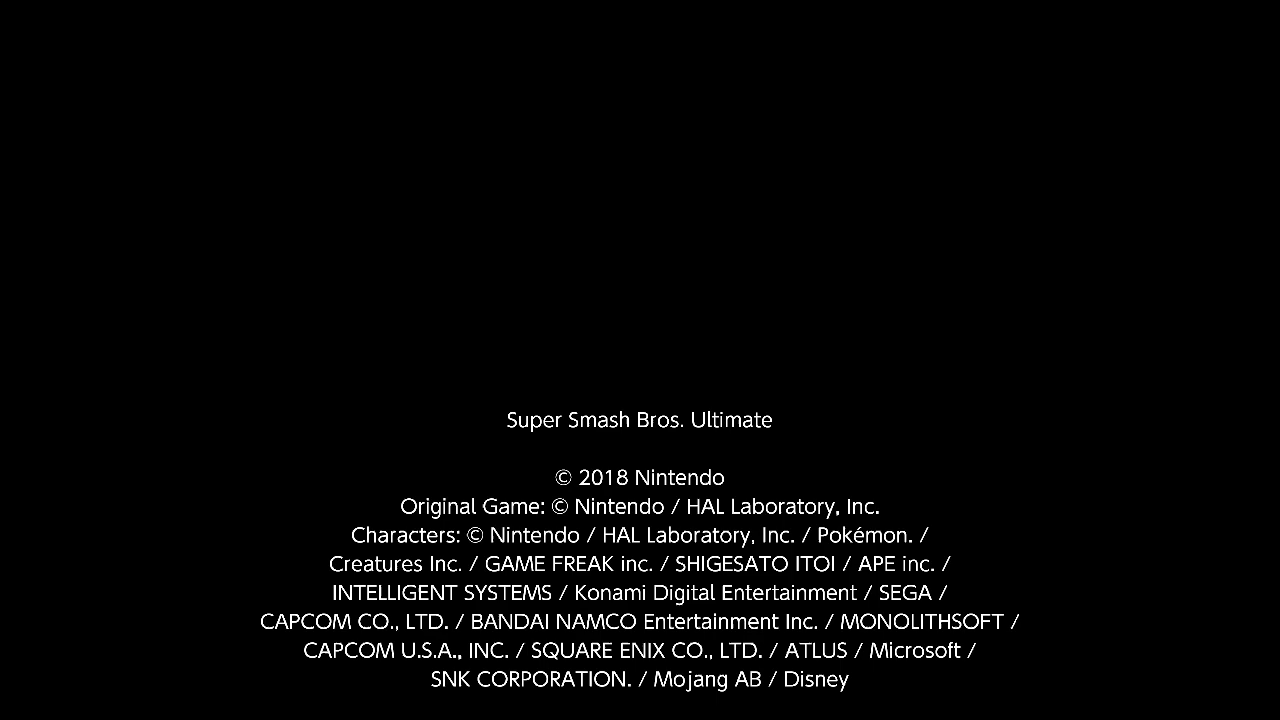 Super Smash Bros. Ultimate
© 2018 Nintendo
Original Game: © Nintendo / HAL Laboratory, Inc.
Characters: © Nintendo / HAL Laboratory, Inc. / Pokémon. /
Creatures Inc. / GAME FREAK inc. / SHIGESATO ITOI / APE inc. /
INTELLIGENT SYSTEMS / Konami Digital Entertainment / SEGA /
CAPCOM CO., LTD. / BANDAI NAMCO Entertainment Inc. / MONOLITHSOFT /
CAPCOM U.S.A., INC. / SQUARE ENIX CO., LTD. / ATLUS / Microsoft /
SNK CORPORATION. / Mojang AB / Disney